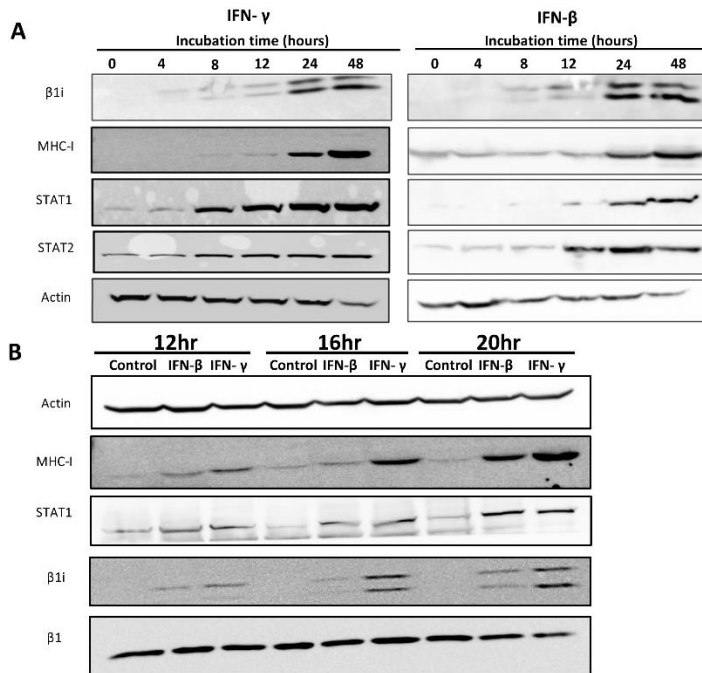 A
IFN- γ IFN-β
Incubation time (hours) Incubation time (hours)
0 4 8 12 24 48 0 4 8 12 24 48
β1i
MHC-I
STAT1
STAT2
Actin
B
12hr 16hr 20hr
Control IFN-β IFN- γ Control IFN-β IFN- γ Control IFN-β IFN- γ
Actin
MHC-I
STAT1
β1i
β1